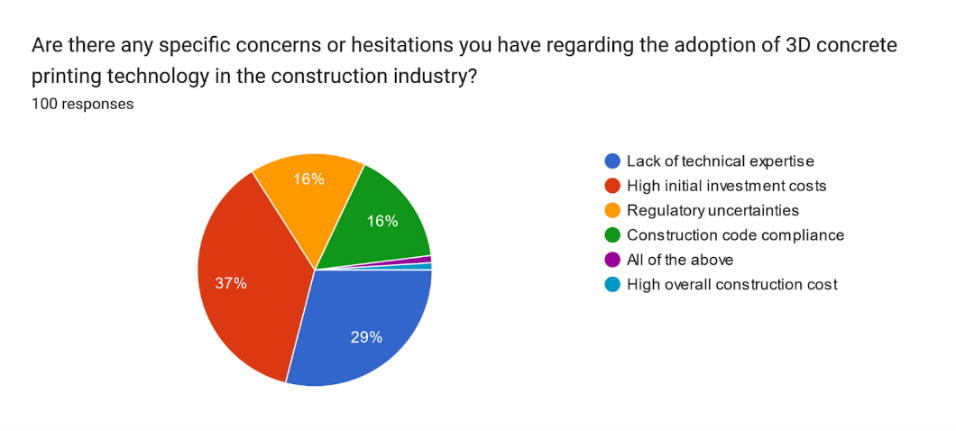 Are there any specific concerns or hesitations you have regarding the adoption of 3D concrete
printing technology in the construction industry?
100 responses
16%
16%
37%
29%
Lack of technical expertise
High initial investment costs
Regulatory uncertainties
Construction code compliance
All of the above
High overall construction cost